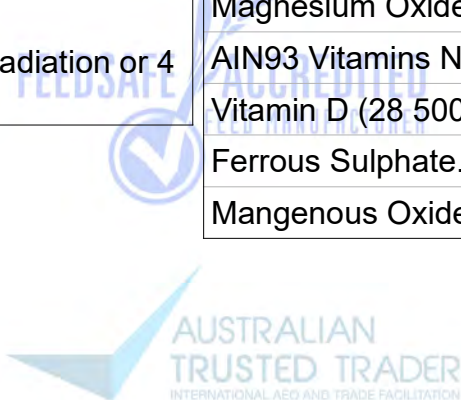 Magnesium Oxide
adiation or 4
AIN93 Vitamins N
FEEDSAFE ACCREDITED
Vitamin D (28 500
FEED MANUFACTURER
Ferrous Sulphate.
Mangenous Oxide
AUSTRALIAN
TRUSTED TRADER
INTERNATIONAL AEO AND TRADE FACILITATION